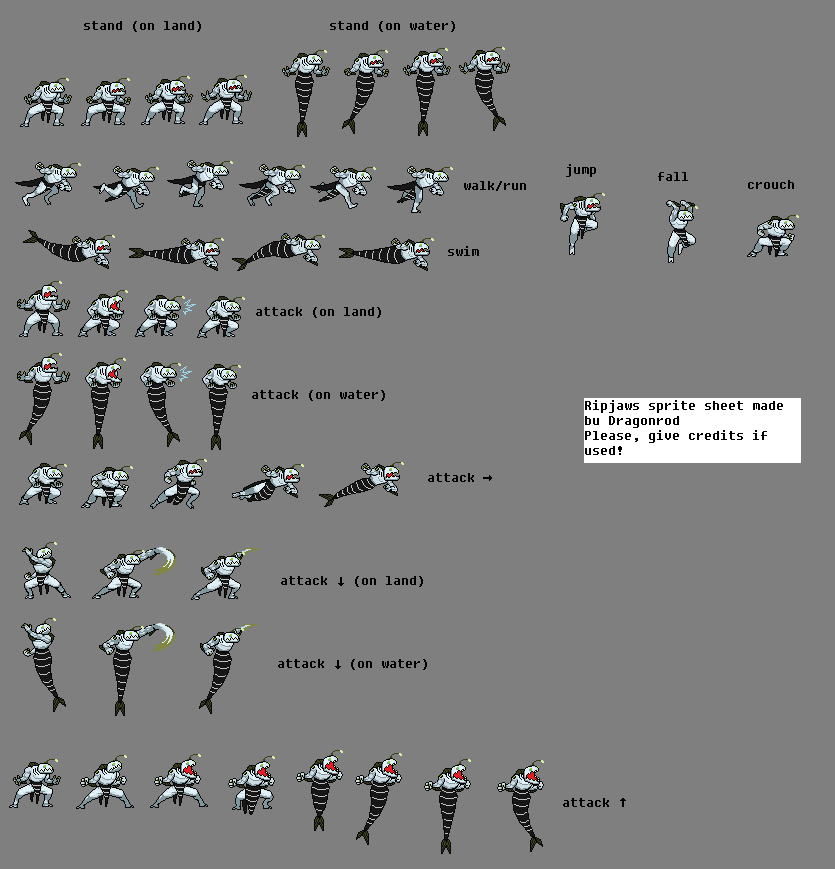 stand (on land)
stand (on water)
walk/run
jump
fall
crouch
swim
attack (on land)
attack (on water)
Ripjaws sprite sheet made
bu Dragonrod
Please, give credits if
used!
attack →
attack ↓ (on land)
attack ↓ (on water)
attack ↑